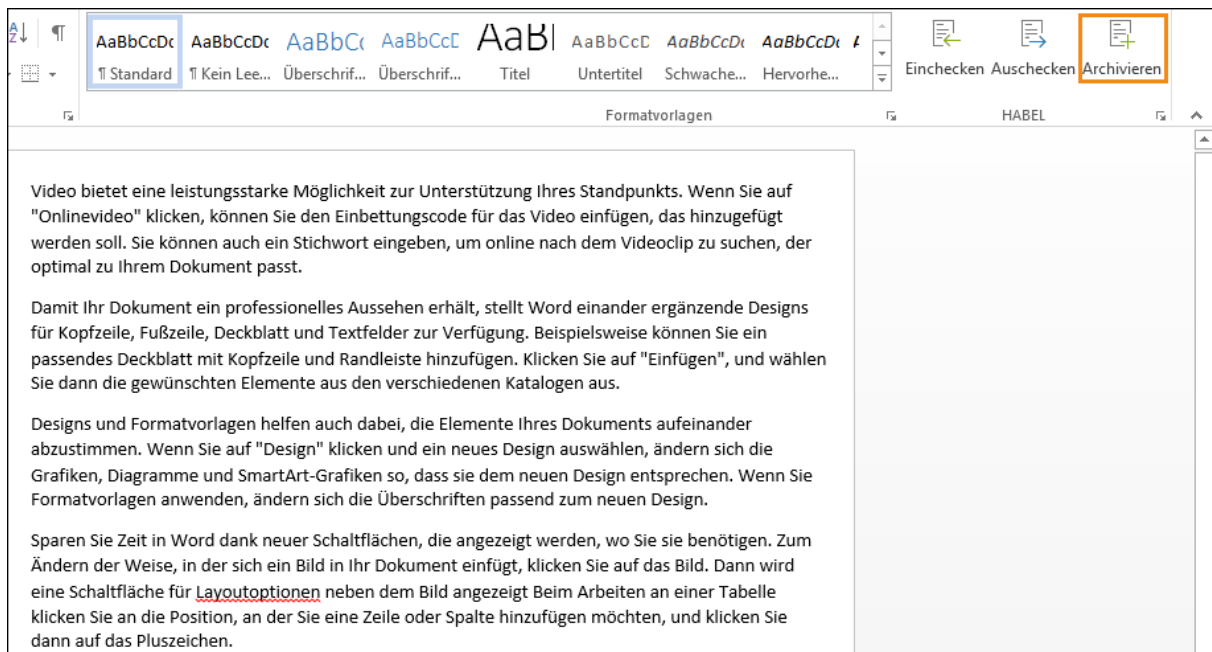 AaBbCcDc AaBbCcDc AaBbCc AaBbCcD AaB AaBbCcD AaBbCcDc AaBbCcDc
¶ Standard ¶ Kein Lee... Überschrif... Überschrif... Titel Untertitel Schwache... Hervorhe...
Einchecken Auschecken Archivieren
Formatvorlagen HABEL
Video bietet eine leistungsstarke Möglichkeit zur Unterstützung Ihres Standpunkts. Wenn Sie auf
"Onlinevideo" klicken, können Sie den Einbettungscode für das Video einfügen, das hinzugefügt
werden soll. Sie können auch ein Stichwort eingeben, um online nach dem Videoclip zu suchen, der
optimal zu Ihrem Dokument passt.
Damit Ihr Dokument ein professionelles Aussehen erhält, stellt Word einander ergänzende Designs
für Kopfzeile, Fußzeile, Deckblatt und Textfelder zur Verfügung. Beispielsweise können Sie ein
passendes Deckblatt mit Kopfzeile und Randleiste hinzufügen. Klicken Sie auf "Einfügen", und wählen
Sie dann die gewünschten Elemente aus den verschiedenen Katalogen aus.
Designs und Formatvorlagen helfen auch dabei, die Elemente Ihres Dokuments aufeinander
abzustimmen. Wenn Sie auf "Design" klicken und ein neues Design auswählen, ändern sich die
Grafiken, Diagramme und SmartArt-Grafiken so, dass sie dem neuen Design entsprechen. Wenn Sie
Formatvorlagen anwenden, ändern sich die Überschriften passend zum neuen Design.
Sparen Sie Zeit in Word dank neuer Schaltflächen, die angezeigt werden, wo Sie sie benötigen. Zum
Ändern der Weise, in der sich ein Bild in Ihr Dokument einfügt, klicken Sie auf das Bild. Dann wird
eine Schaltfläche für Layoutoptionen neben dem Bild angezeigt Beim Arbeiten an einer Tabelle
klicken Sie an die Position, an der Sie eine Zeile oder Spalte hinzufügen möchten, und klicken Sie
dann auf das Pluszeichen.